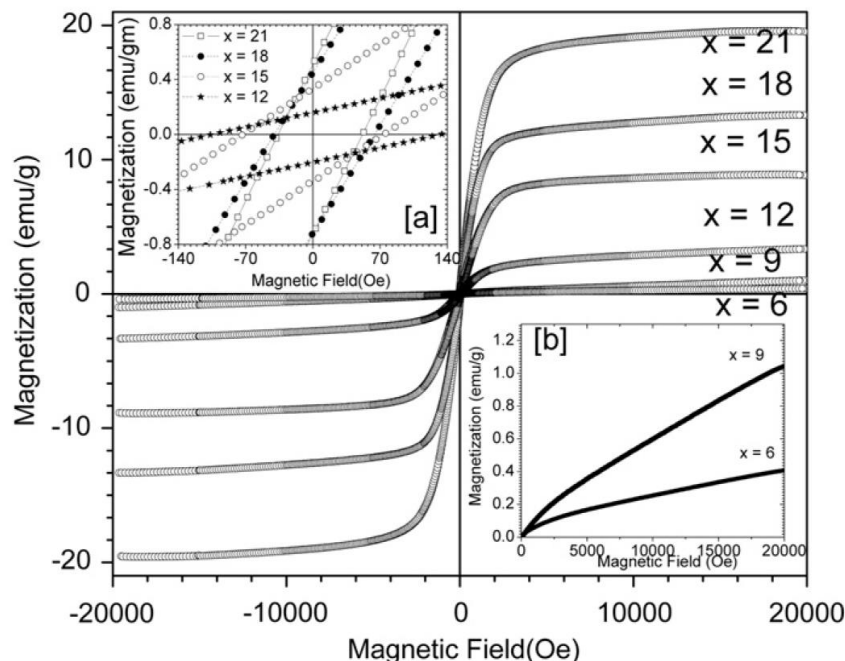 20
10
0
-10
-20
Magnetization (emu/g)
-20000 -10000 0 10000 20000
Magnetic Field(Oe)
x = 21
x = 18
x = 15
x = 12
x = 9
x = 6
0.8
0.4
0.0
-0.4
-0.8
Magnetization (emu/gm)
x = 21
x = 18
x = 15
x = 12
[a]
-140 -70 0 70 140
Magnetic Field(Oe)
[b]
1.2
1.0
0.8
0.6
0.4
0.2
0.0
Magnetization (emu/g)
x = 9
x = 6
0 5000 10000 15000 20000
Magnetic Field (Oe)